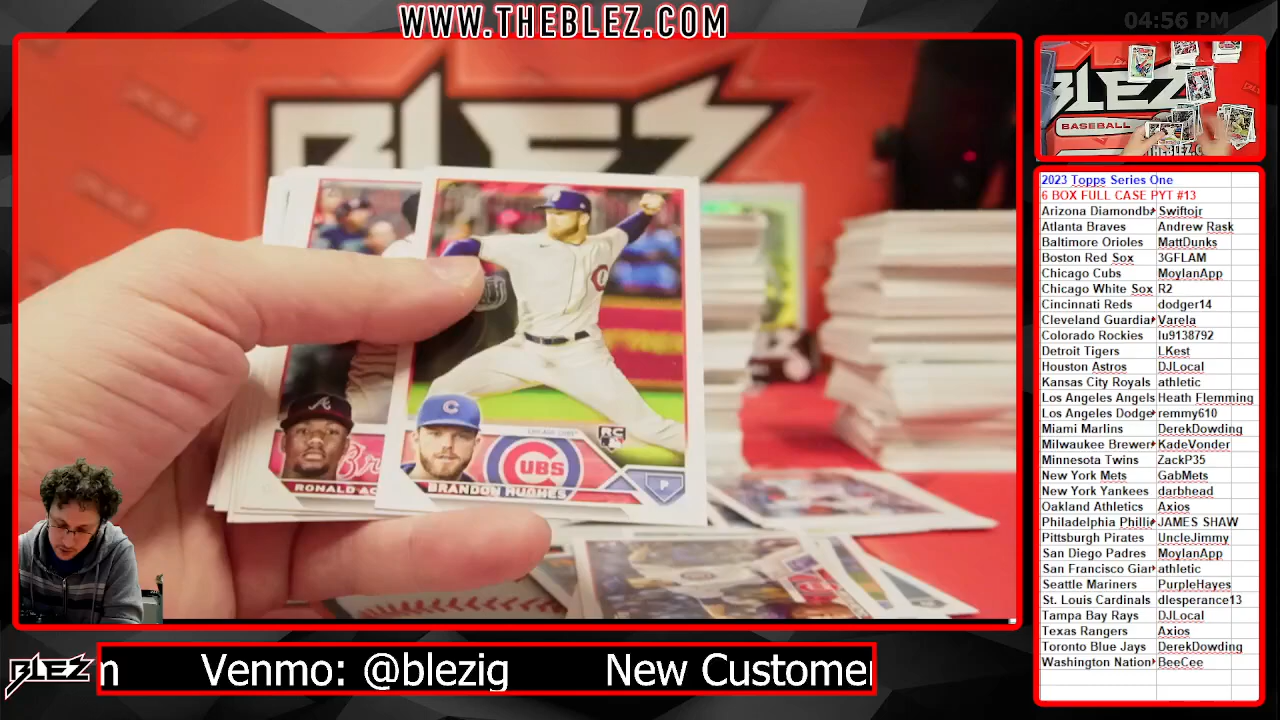 WWW.THEBLEZ.COM
04:56 PM
BLEZ
BLEZ
BASEBALL
RC
CUBS
P
BRANDON HUGHES
RONALD AC
2023 Topps Series One
6 BOX FULL CASE PYT #13
Arizona Diamondba Swiftojr
Atlanta Braves Andrew Rask
Baltimore Orioles MattDunks
Boston Red Sox 3GFLAM
Chicago Cubs MoylanApp
Chicago White Sox R2
Cincinnati Reds dodger14
Cleveland Guardia Varela
Colorado Rockies lu9138792
Detroit Tigers LKest
Houston Astros DJLocal
Kansas City Royals athletic
Los Angeles Angels Heath Flemming
Los Angeles Dodge remmy610
Miami Marlins DerekDowding
Milwaukee Brewer KadeVonder
Minnesota Twins ZackP35
New York Mets GabMets
New York Yankees darbhead
Oakland Athletics Axios
Philadelphia Philli JAMES SHAW
Pittsburgh Pirates UncleJimmy
San Diego Padres MoylanApp
San Francisco Gian athletic
Seattle Mariners PurpleHayes
St. Louis Cardinals dlesperance13
Tampa Bay Rays DJLocal
Texas Rangers Axios
Toronto Blue Jays DerekDowding
Washington Nation BeeCee
BLEZ
m Venmo: @blezig New Customer